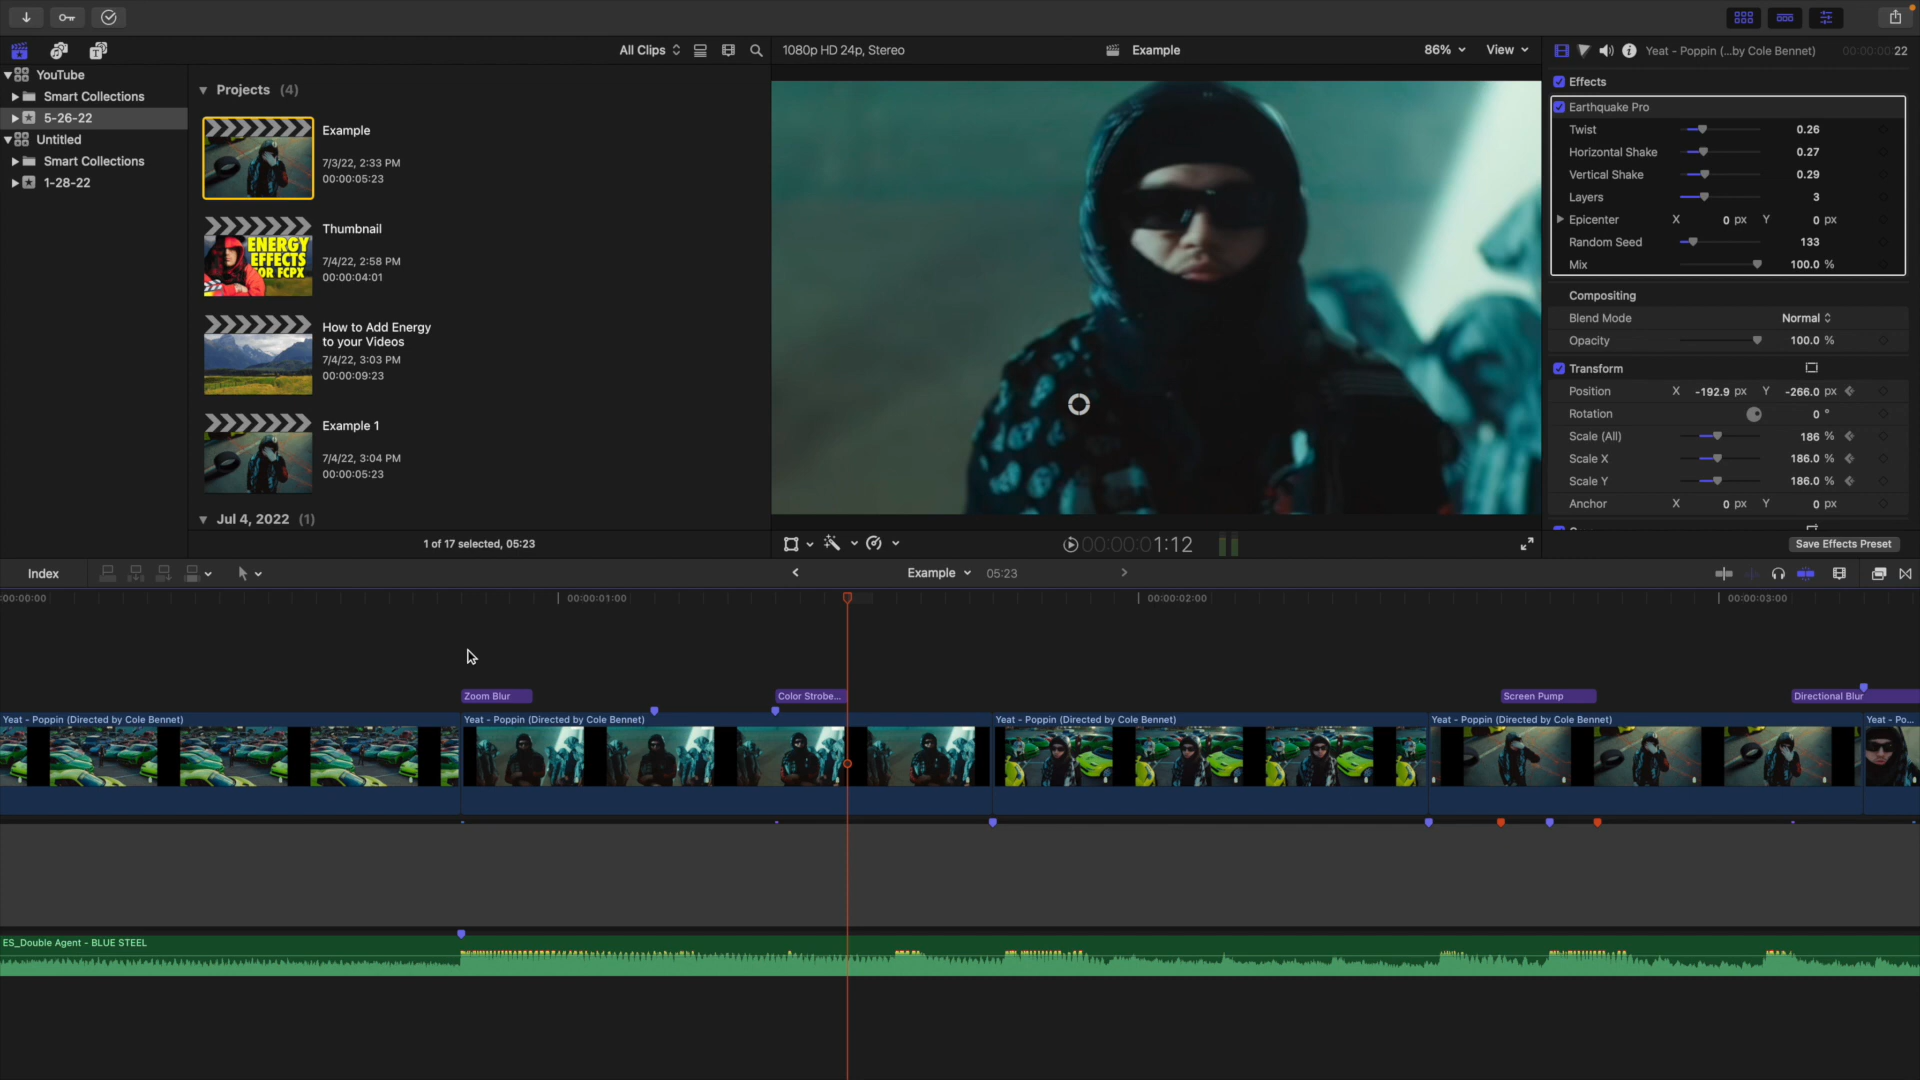 All Clips
1080p HD 24p, Stereo
Example
86%
View
Yeat - Poppin (...by Cole Bennet)
00:00:00:22
YouTube
Smart Collections
5-26-22
Untitled
Smart Collections
1-28-22
Projects (4)
Example
7/3/22, 2:33 PM
00:00:05:23
Thumbnail
7/4/22, 2:58 PM
00:00:04:01
ENERGY
EFFECTS
FOR FCPX
How to Add Energy
to your Videos
7/4/22, 3:03 PM
00:00:09:23
Example 1
7/4/22, 3:04 PM
00:00:05:23
Jul 4, 2022 (1)
1 of 17 selected, 05:23
Effects
Earthquake Pro
Twist 0.26
Horizontal Shake 0.27
Vertical Shake 0.29
Layers 3
Epicenter X 0 px Y 0 px
Random Seed 133
Mix 100.0 %
Compositing
Blend Mode Normal
Opacity 100.0 %
Transform
Position X -192.9 px Y -266.0 px
Rotation 0 °
Scale (All) 186 %
Scale X 186.0 %
Scale Y 186.0 %
Anchor X 0 px Y 0 px
00:00:01:12
Save Effects Preset
Index
Example
05:23
00:00:00
00:00:01:00
00:00:02:00
00:00:03:00
Zoom Blur
Color Strobe...
Screen Pump
Directional Blur
Yeat - Poppin (Directed by Cole Bennet)
Yeat - Poppin (Directed by Cole Bennet)
Yeat - Poppin (Directed by Cole Bennet)
Yeat - Poppin (Directed by Cole Bennet)
Yeat - Po...
ES_Double Agent - BLUE STEEL